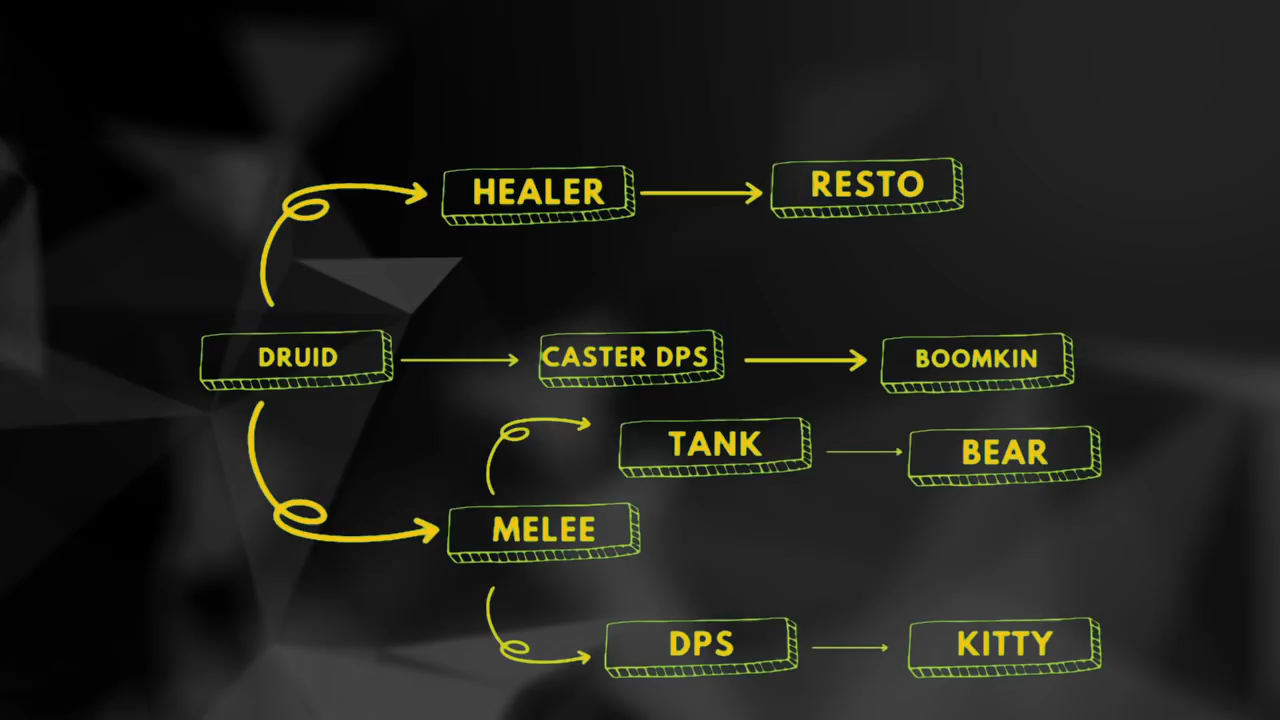 HEALER
RESTO
DRUID
CASTER DPS
BOOMKIN
TANK
BEAR
MELEE
DPS
KITTY